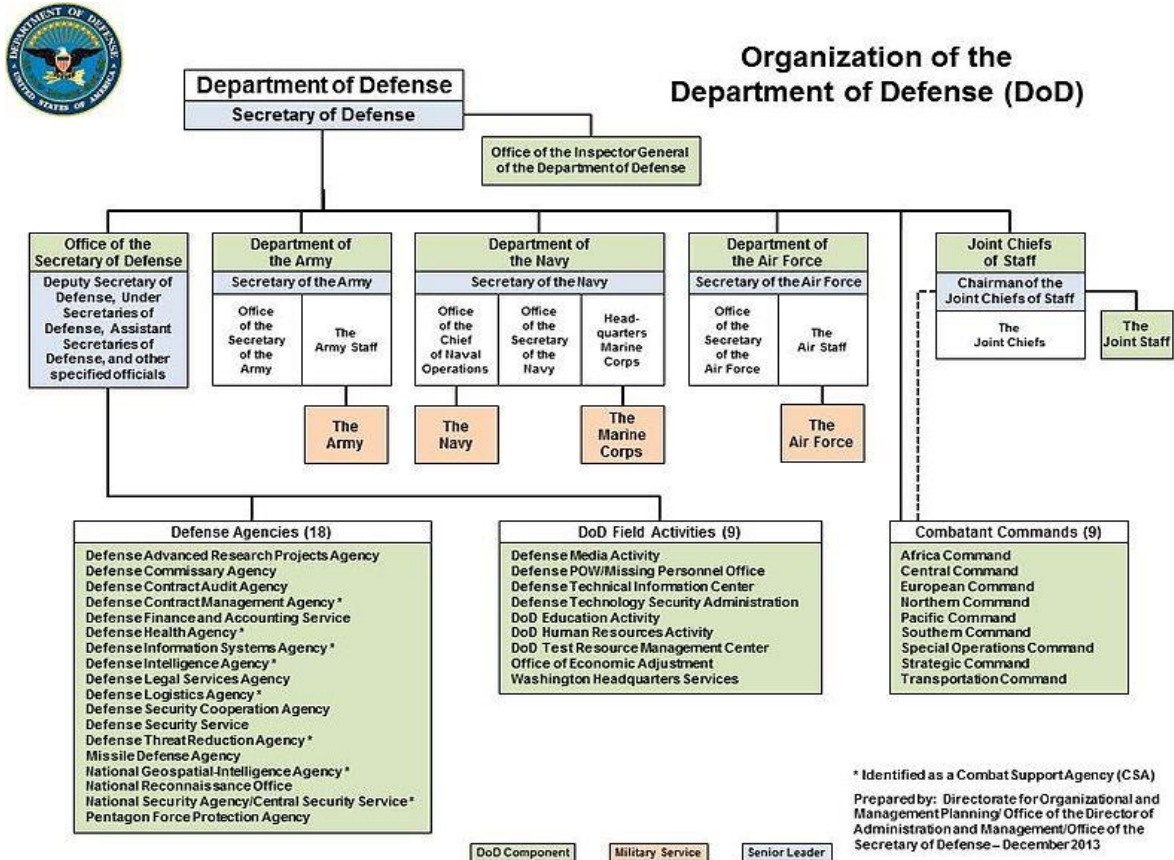 DEPARTMENT OF DEFENSE
UNITED STATES OF AMERICA
Organization of the
Department of Defense (DoD)
Department of Defense
Secretary of Defense
Office of the Inspector General
of the Department of Defense
Office of the
Secretary of Defense
Deputy Secretary of
Defense, Under
Secretaries of
Defense, Assistant
Secretaries of
Defense, and other
specified officials
Department of
the Army
Secretary of the Army
Office
of the
Secretary
of the
Army
The
Army Staff
The
Army
Department of
the Navy
Secretary of the Navy
Office
of the
Chief
of Naval
Operations
Office
of the
Secretary
of the
Navy
Head-
quarters
Marine
Corps
The
Navy
The
Marine
Corps
Department of
the Air Force
Secretary of the Air Force
Office
of the
Secretary
of the
Air Force
The
Air Staff
The
Air Force
Joint Chiefs
of Staff
Chairman of the
Joint Chiefs of Staff
The
Joint Chiefs
The
Joint Staff
Defense Agencies (18)
Defense Advanced Research Projects Agency
Defense Commissary Agency
Defense Contract Audit Agency
Defense Contract Management Agency *
Defense Finance and Accounting Service
Defense Health Agency *
Defense Information Systems Agency *
Defense Intelligence Agency *
Defense Legal Services Agency
Defense Logistics Agency *
Defense Security Cooperation Agency
Defense Security Service
Defense Threat Reduction Agency *
Missile Defense Agency
National Geospatial-Intelligence Agency *
National Reconnaissance Office
National Security Agency/Central Security Service *
Pentagon Force Protection Agency
DoD Field Activities (9)
Defense Media Activity
Defense POW/Missing Personnel Office
Defense Technical Information Center
Defense Technology Security Administration
DoD Education Activity
DoD Human Resources Activity
DoD Test Resource Management Center
Office of Economic Adjustment
Washington Headquarters Services
Combatant Commands (9)
Africa Command
Central Command
European Command
Northern Command
Pacific Command
Southern Command
Special Operations Command
Strategic Command
Transportation Command
* Identified as a Combat Support Agency (CSA)
Prepared by: Directorate for Organizational and
Management Planning/ Office of the Director of
Administration and Management/Office of the
Secretary of Defense – December 2013
DoD Component
Military Service
Senior Leader